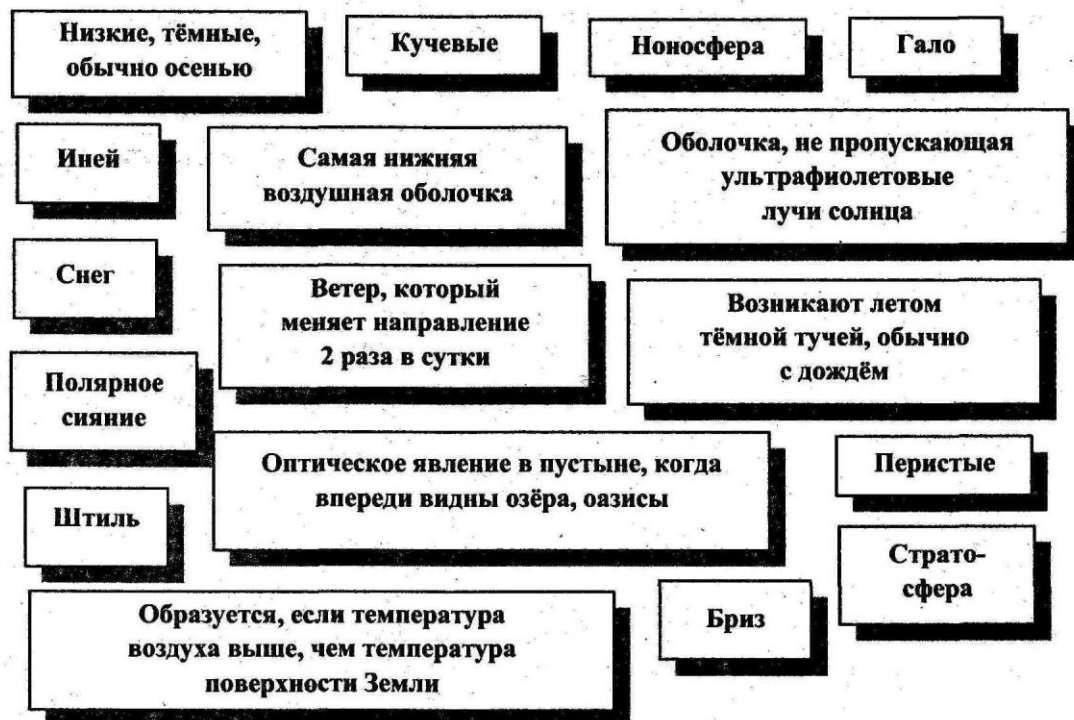 Низкие, тёмные,
обычно осенью
Кучевые
Ноносфера
Гало
Иней
Самая нижняя
воздушная оболочка
Оболочка, не пропускающая
ультрафиолетовые
лучи солнца
Снег
Ветер, который
меняет направление
2 раза в сутки
Возникают летом
тёмной тучей, обычно
с дождём
Полярное
сияние
Оптическое явление в пустыне, когда
впереди видны озёра, оазисы
Перистые
Штиль
Страто-
сфера
Образуется, если температура
воздуха выше, чем температура
поверхности Земли
Бриз